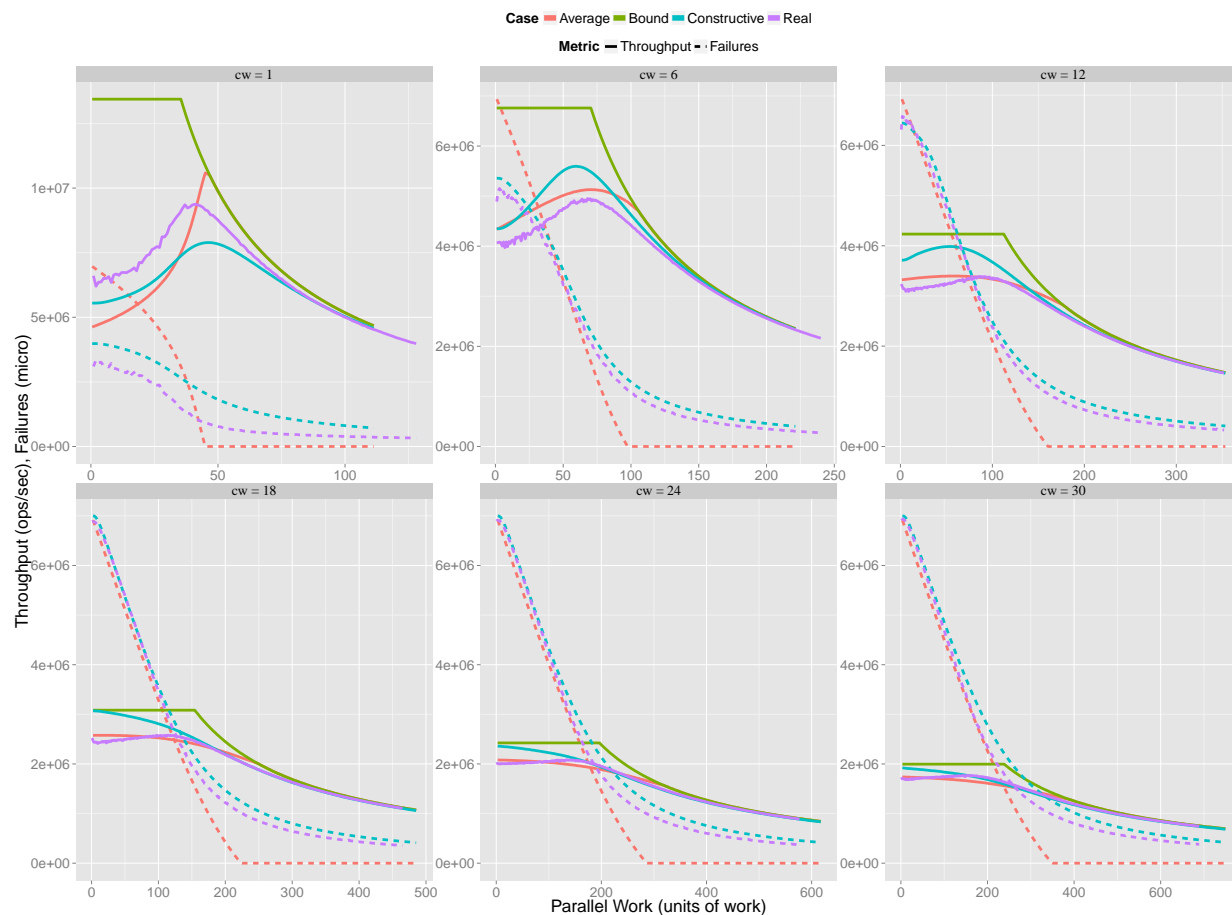 Case Average Bound Constructive Real
Metric Throughput Failures
cw = 1
cw = 6
cw = 12
1e+07
5e+06
0e+00
6e+06
4e+06
2e+06
0e+00
6e+06
4e+06
2e+06
0e+00
0 50 100
0 50 100 150 200 250
0 100 200 300
cw = 18
cw = 24
cw = 30
6e+06
4e+06
2e+06
0e+00
6e+06
4e+06
2e+06
0e+00
6e+06
4e+06
2e+06
0e+00
0 100 200 300 400 500
0 200 400 600
0 200 400 600
Throughput (ops/sec), Failures (micro)
Parallel Work (units of work)